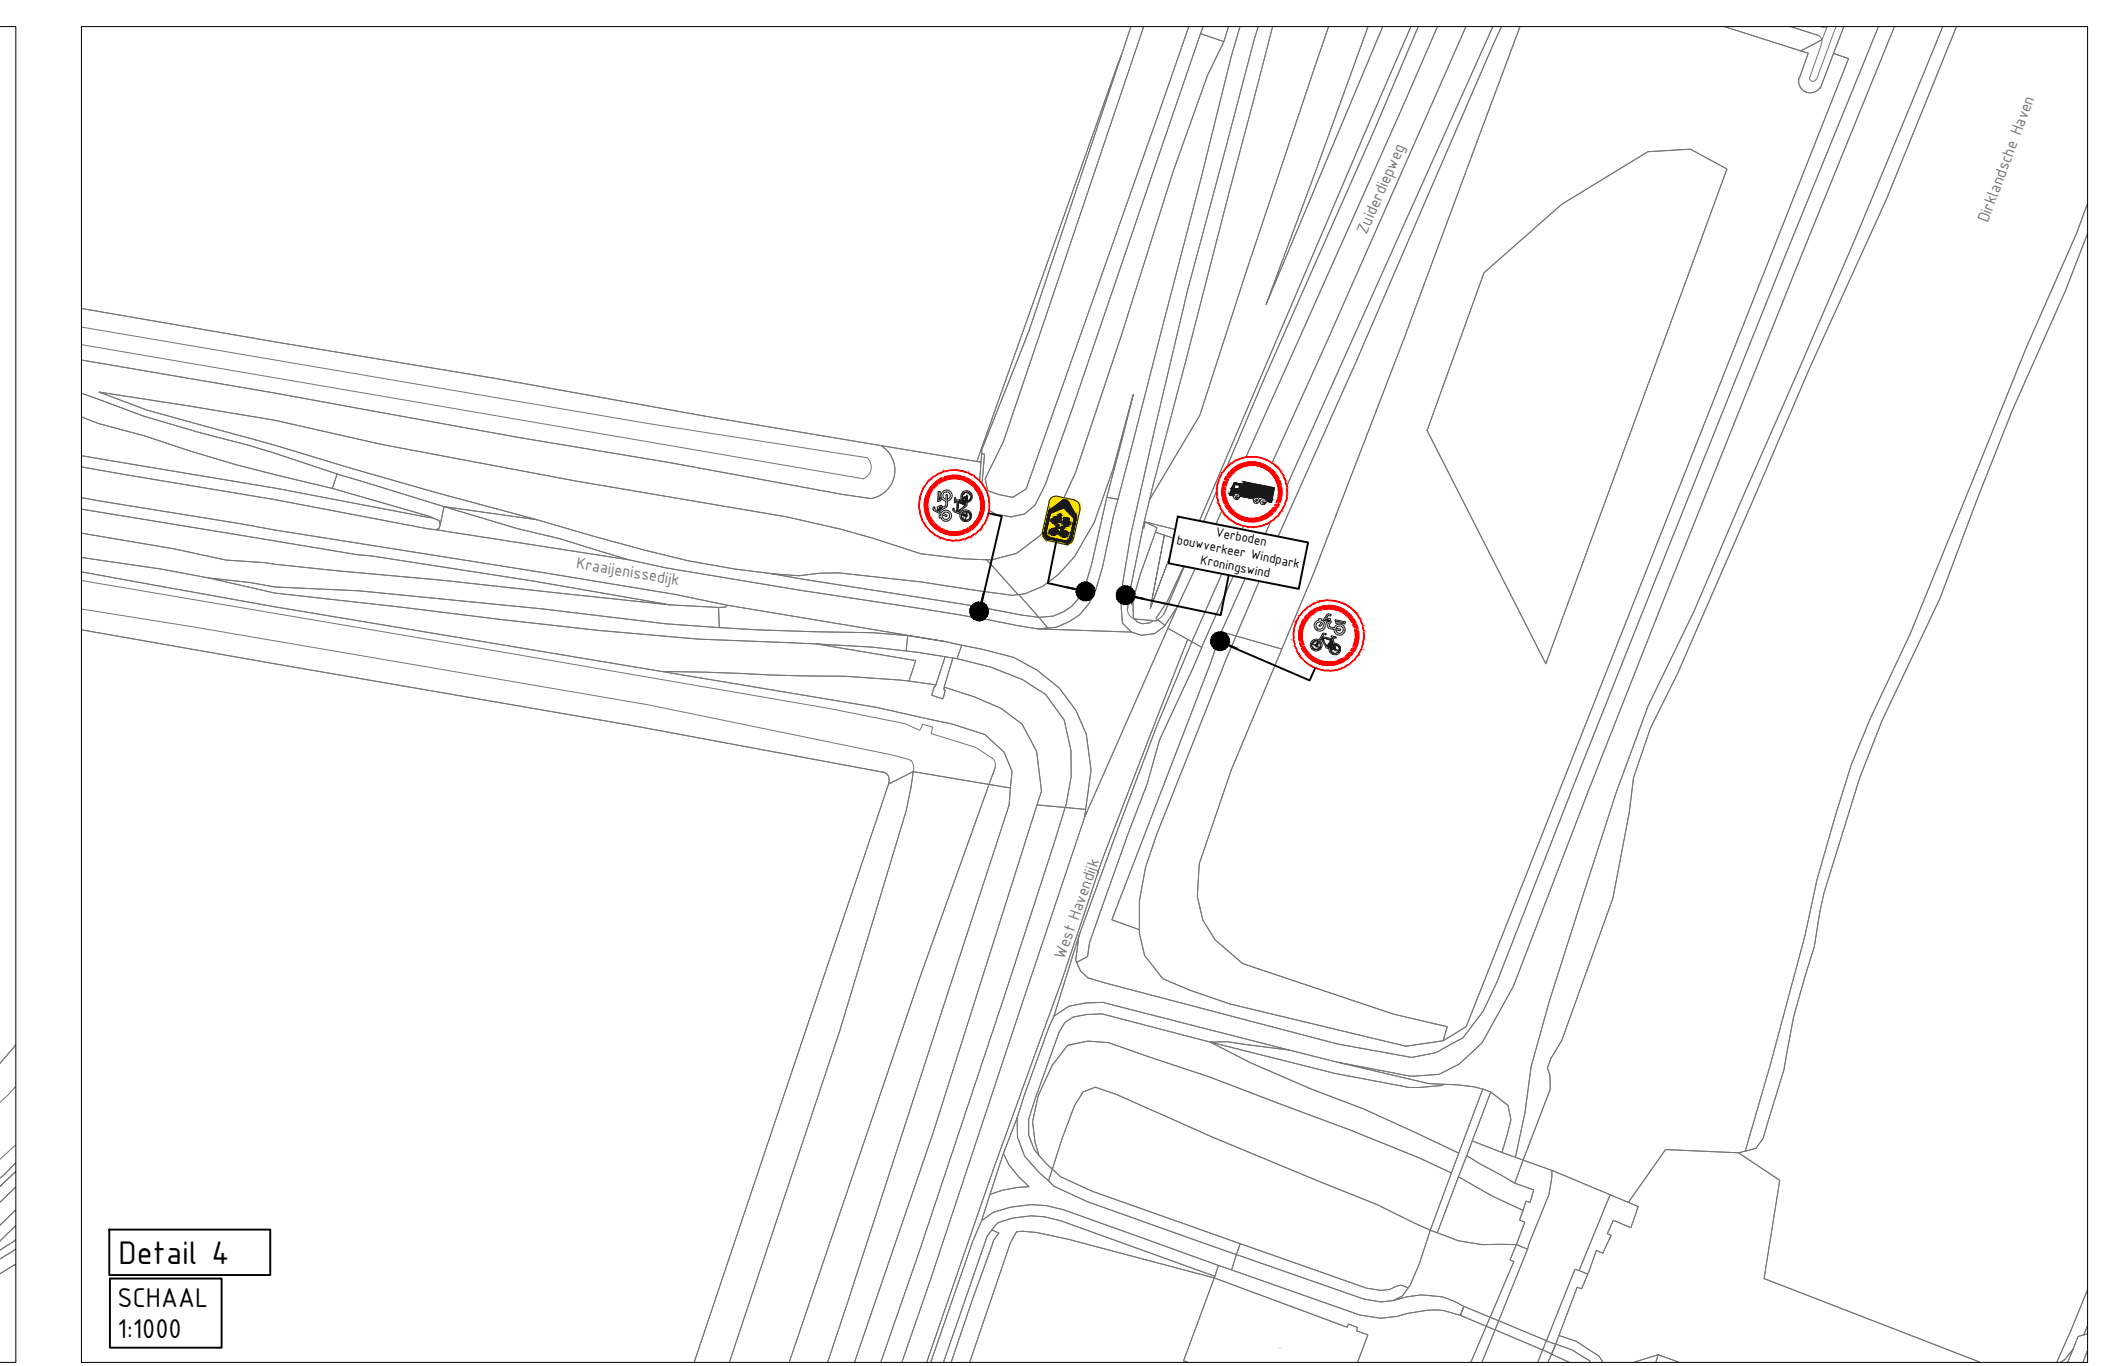 Dirklandsche Haven
Zuiderdiepweg
Verboden
bouwverkeer Windpark
Kroningswind
Kraaijenissedijk
West Havendijk
Detail 4
SCHAAL
1:1000